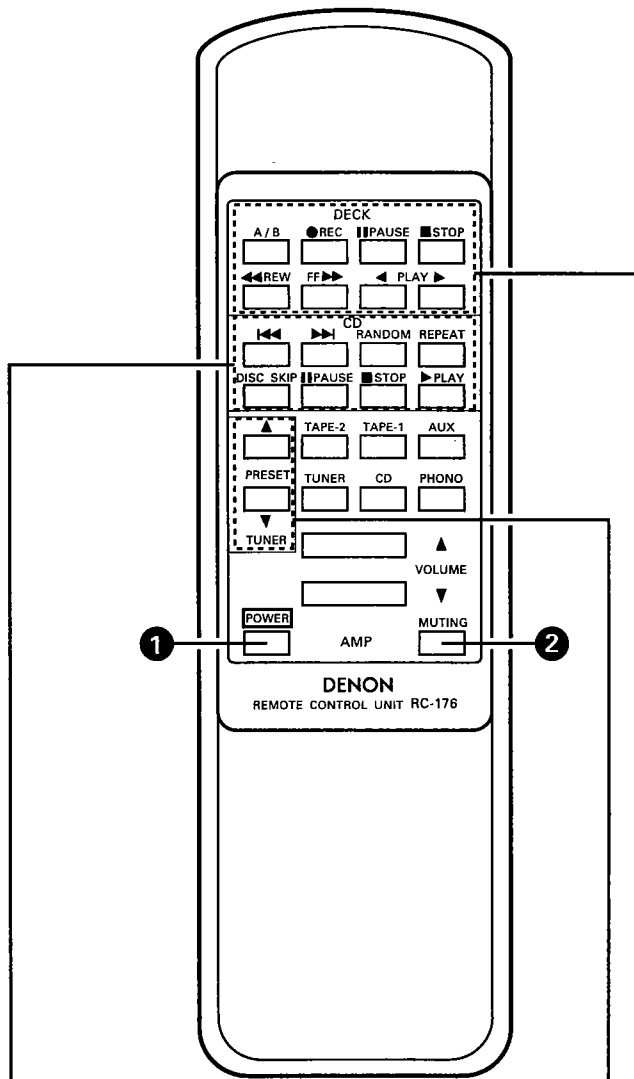 DECK
A / B ●REC ❚❚PAUSE ■STOP
◀◀REW FF▶▶ ◀ PLAY ▶
CD
|◀◀ ▶▶| RANDOM REPEAT
DISC SKIP ❚❚PAUSE ■STOP ▶PLAY
▲ TAPE-2 TAPE-1 AUX
PRESET TUNER CD PHONO
▼
TUNER
▲
VOLUME
▼
POWER MUTING
1 AMP 2
DENON
REMOTE CONTROL UNIT RC-176